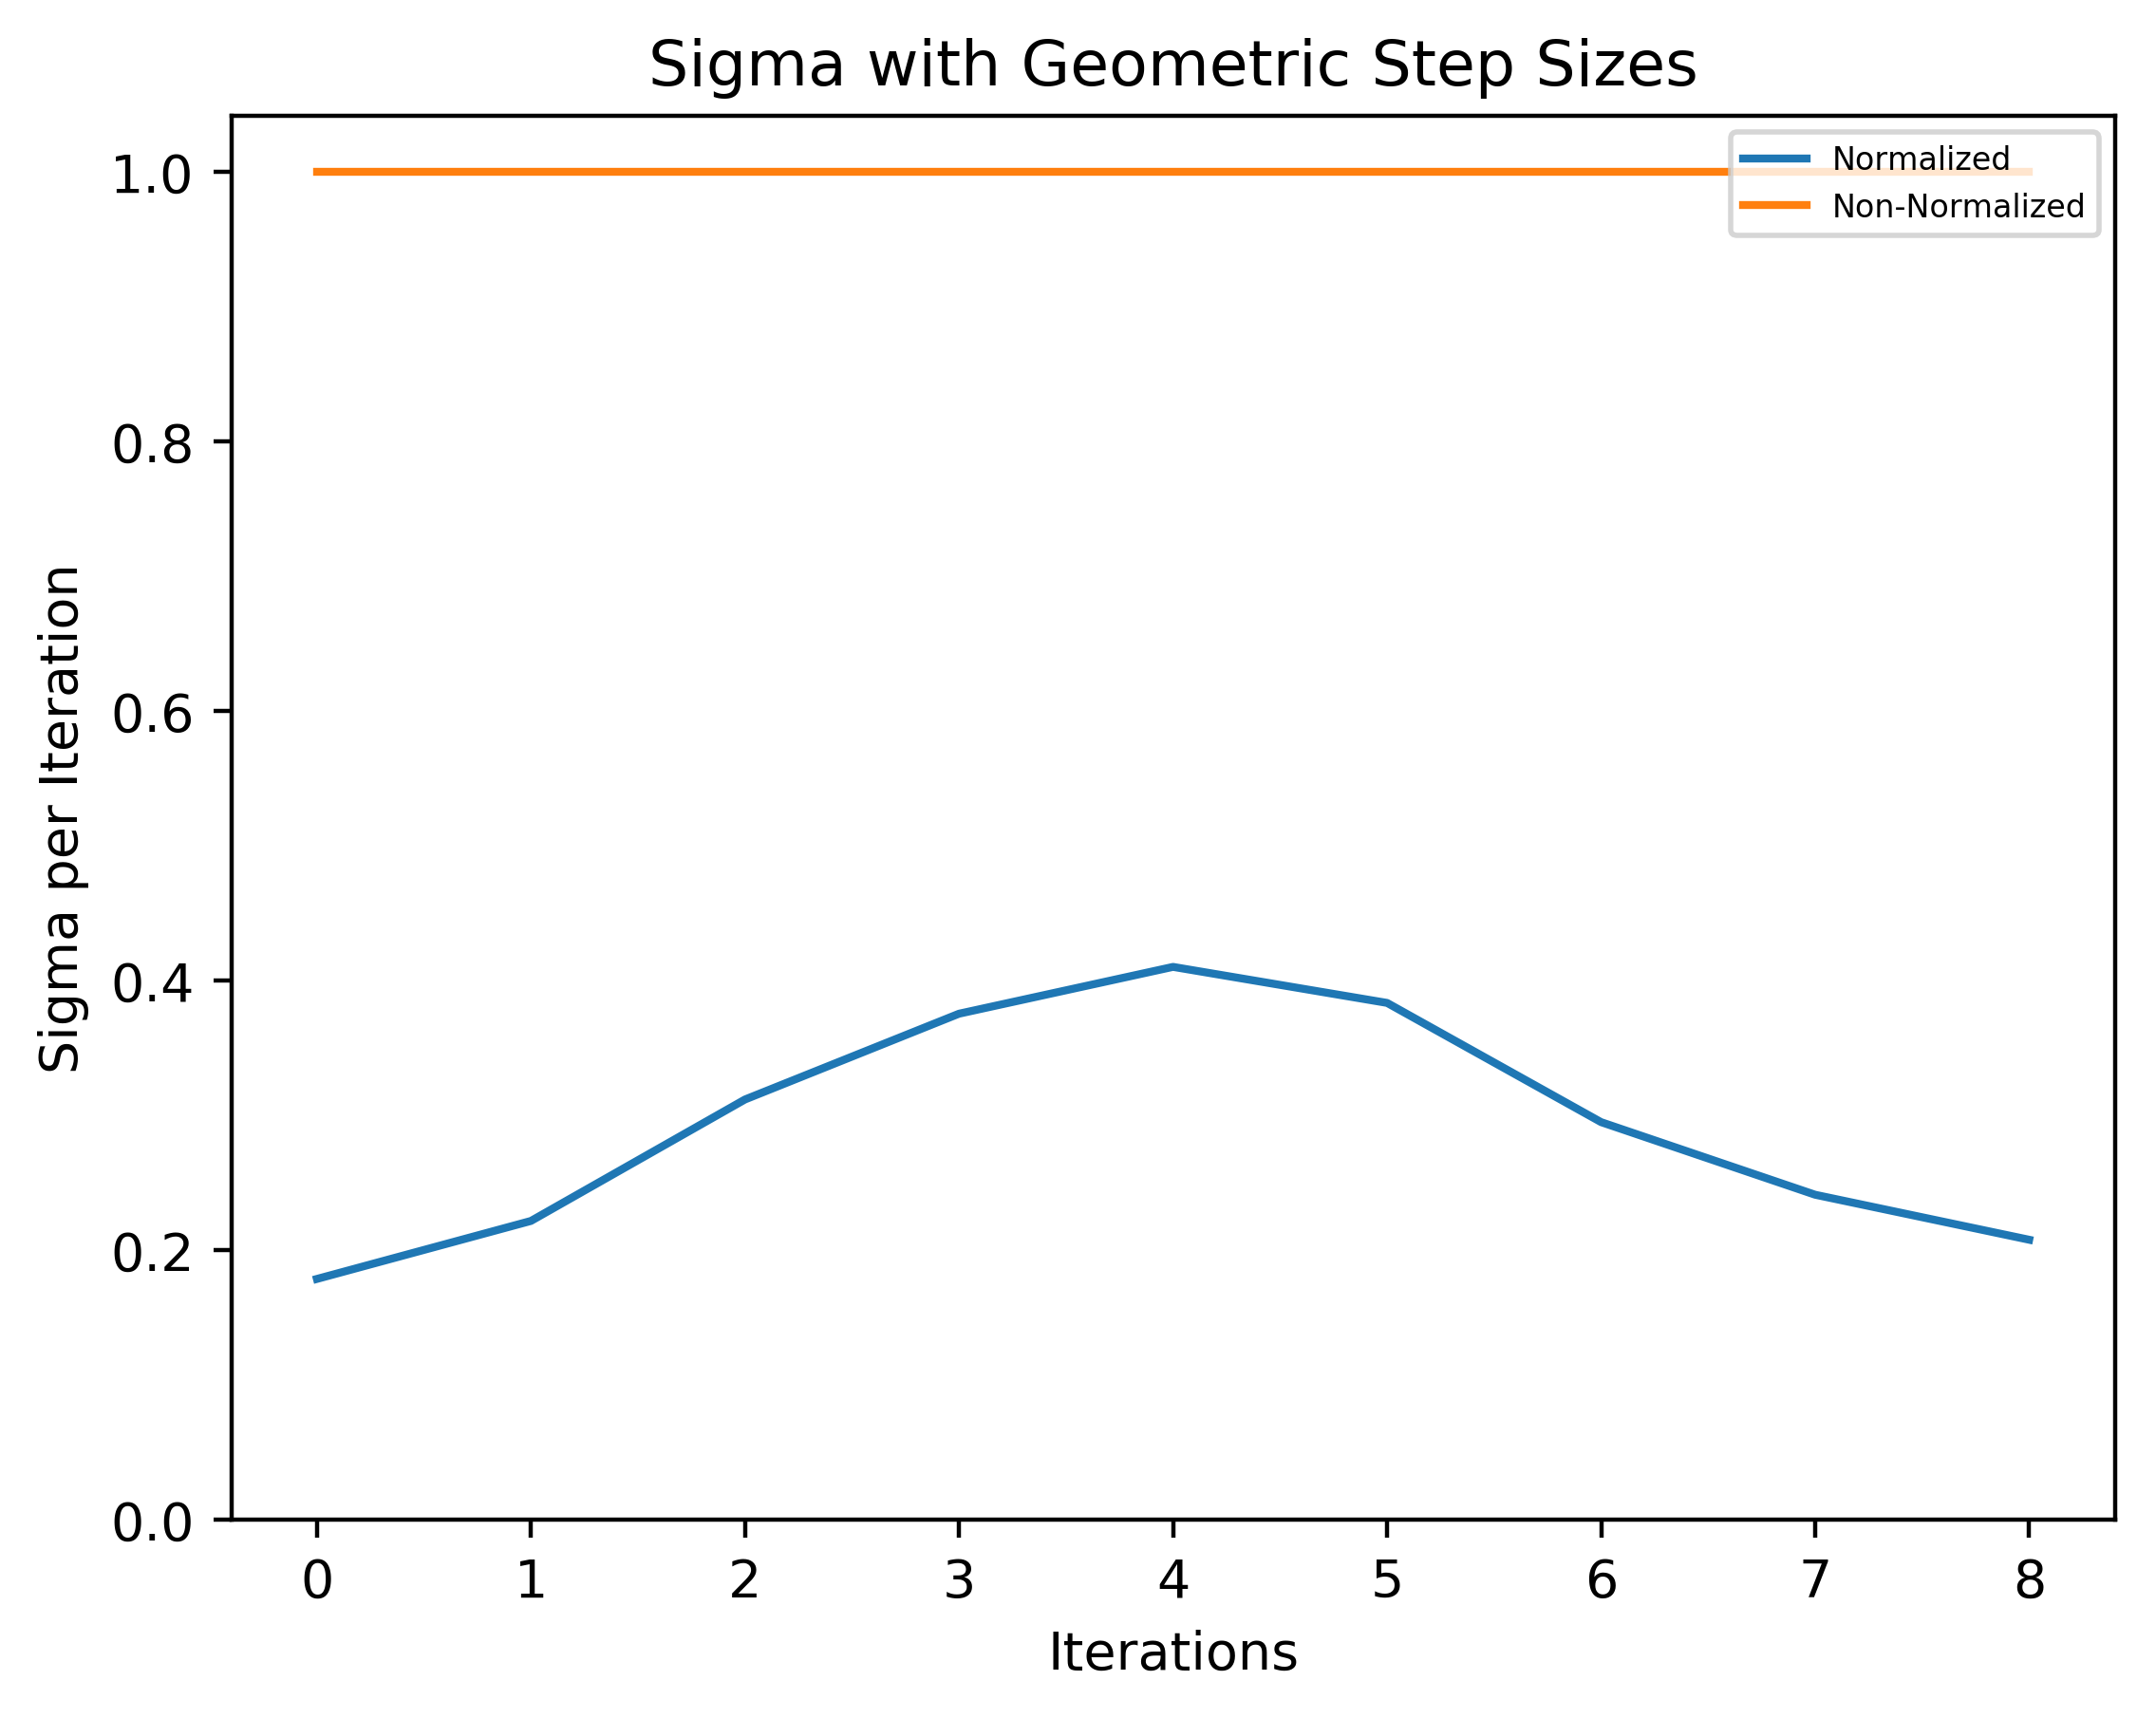 Sigma with Geometric Step Sizes
Normalized
Non-Normalized
Sigma per Iteration
1.0
0.8
0.6
0.4
0.2
0.0
0 1 2 3 4 5 6 7 8
Iterations